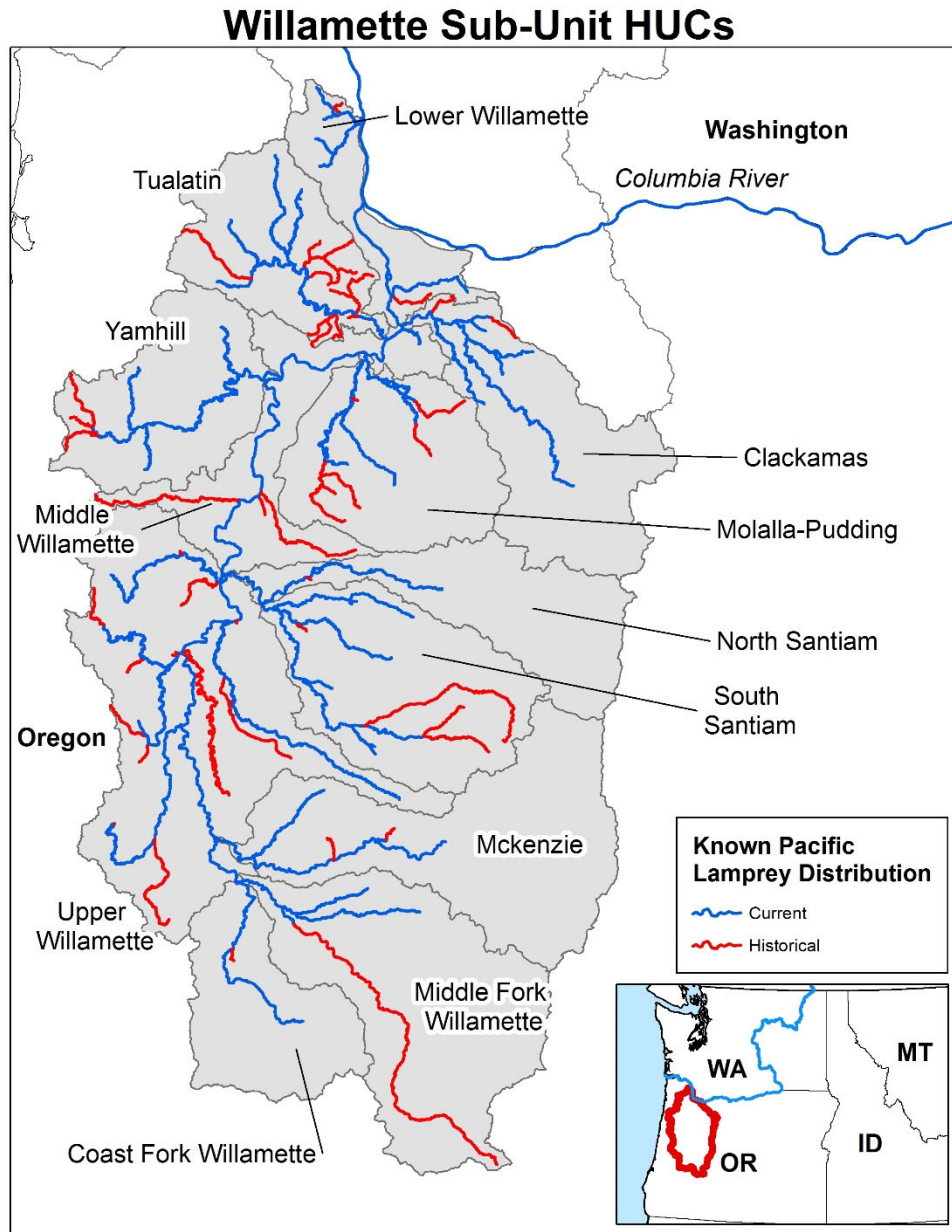 Willamette Sub-Unit HUCs
Lower Willamette
Washington
Columbia River
Tualatin
Yamhill
Clackamas
Middle
Willamette
Molalla-Pudding
North Santiam
South
Santiam
Oregon
Mckenzie
Known Pacific
Lamprey Distribution
Current
Historical
Upper
Willamette
Middle Fork
Willamette
Coast Fork Willamette
WA
MT
ID
OR